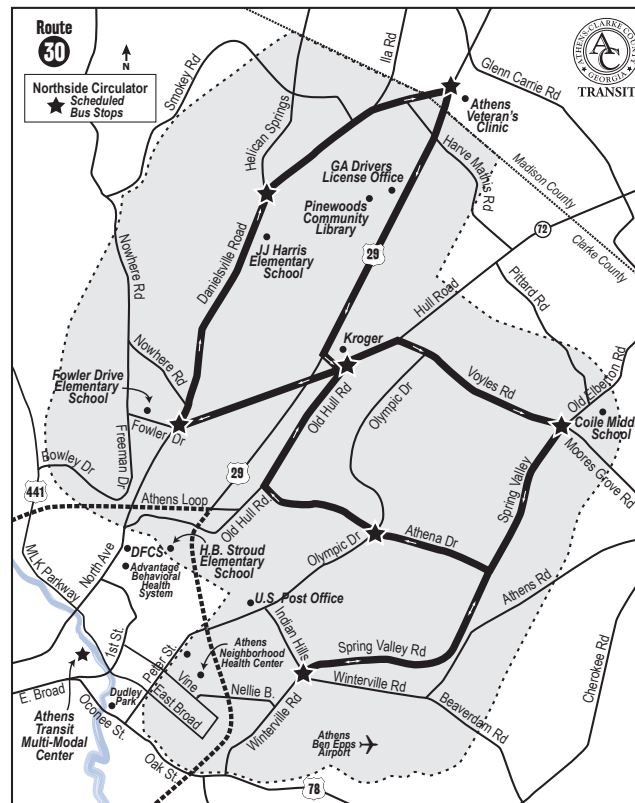 Route
30
N
Northside Circulator
Scheduled
Bus Stops
ATHENS-CLARKE COUNTY
AC
GEORGIA
TRANSIT
Smokey Rd
Ila Rd
Glenn Carrie Rd
Helican Springs
Athens
Veteran's
Clinic
Harve Mathis Rd
Madison County
Clarke County
GA Drivers
License Office
Pinewoods
Community
Library
72
JJ Harris
Elementary
School
Danielsville Road
29
Hull Road
Pittard Rd
Nowhere Rd
Nowhere Rd
Kroger
Fowler Drive
Elementary
School
Old Hull Rd
Olympic Dr
Voyles Rd
Old Elberton Rd
Coile Midd
School
Fowler Dr
Freeman Dr
Moores Grove Rd
Bowley Dr
29
441
Athens Loop
Old Hull Rd.
Spring Valley
MLK Parkway
North Ave
DFCS
H.B. Stroud
Elementary
School
Advantage
Behavioral
Health
System
Olympic Dr
Athena Dr
U.S. Post Office
Athens Rd
1st St.
Indian Hills
Peter St.
Athens
Neighborhood
Health Center
Spring Valley Rd
Cherokee Rd
Vine
Nellie B.
Winterville Rd
E. Broad
Dudley
Park
East Broad
Beaverdam Rd
Athens
Transit
Multi-Modal
Center
Oconee St.
Winterville Rd
Athens
Ben Epps
Airport
Oak St.
78